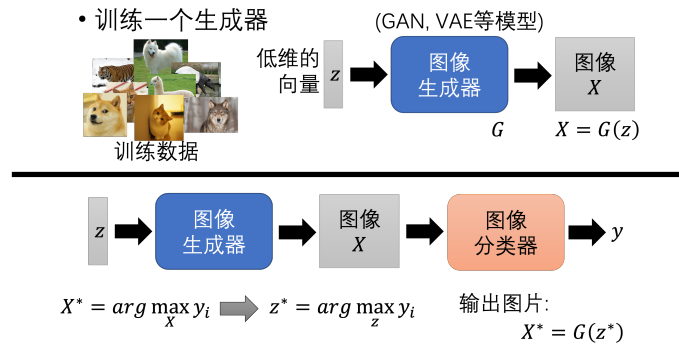 • 训练一个生成器
训练数据
(GAN, VAE等模型)
低维的
向量
z
图像
生成器
G
图像
X
X = G(z)
z
图像
生成器
图像
X
图像
分类器
y
X* = arg max y_i
X
z* = arg max y_i
z
输出图片:
X* = G(z*)